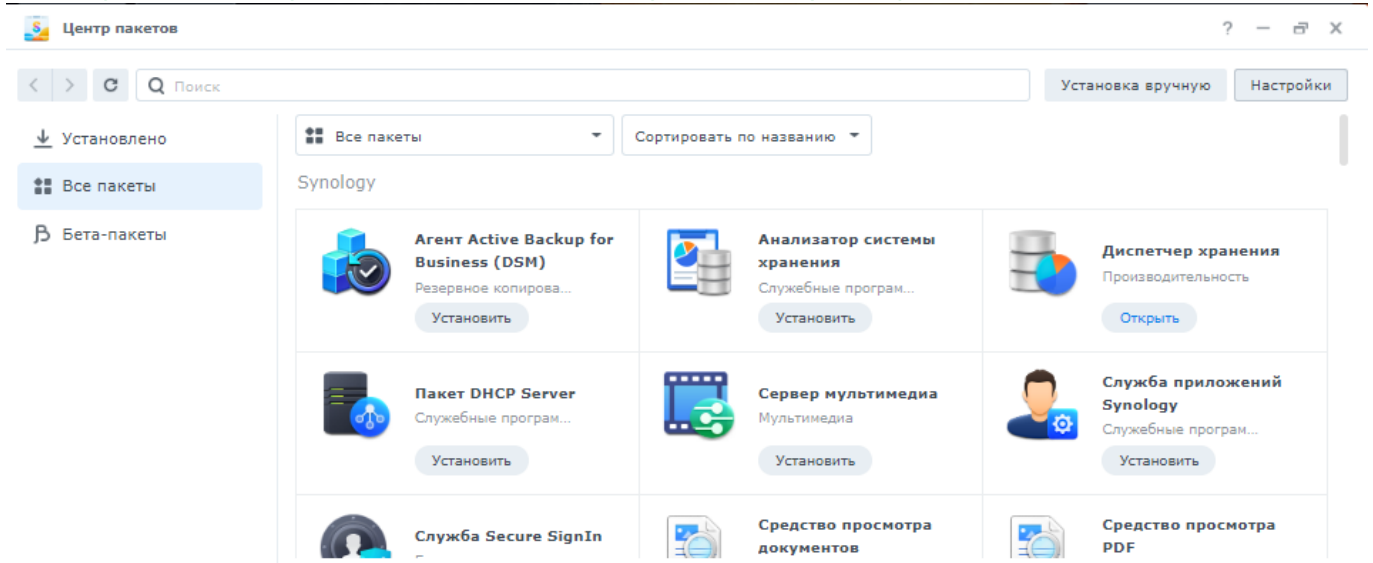 Центр пакетов
Поиск
Установка вручную
Настройки
Установлено
Все пакеты
Бета-пакеты
Все пакеты
Сортировать по названию
Synology
Агент Active Backup for
Business (DSM)
Резервное копирова...
Установить
Анализатор системы
хранения
Служебные програм...
Установить
Диспетчер хранения
Производительность
Открыть
Пакет DHCP Server
Служебные програм...
Установить
Сервер мультимедиа
Мультимедиа
Установить
Служба приложений
Synology
Служебные програм...
Установить
Служба Secure SignIn
Средство просмотра
документов
Средство просмотра
PDF